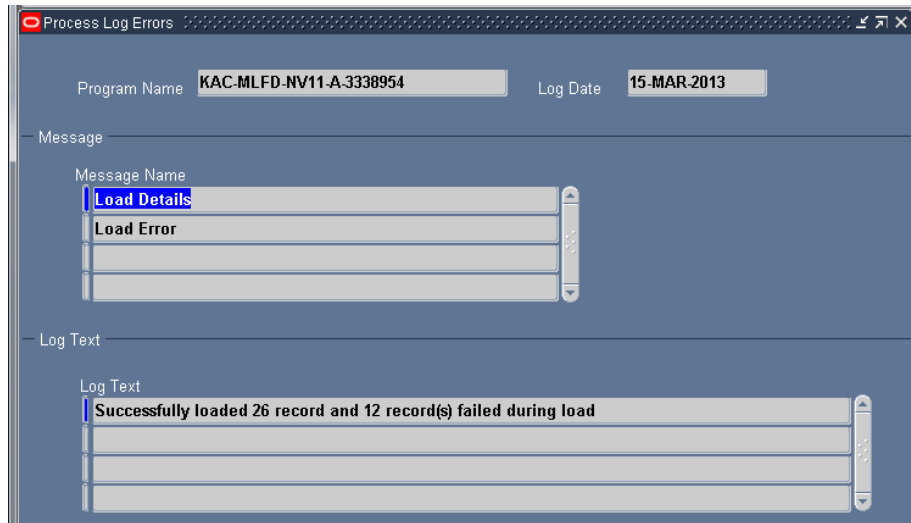 Process Log Errors
Program Name KAC-MLFD-NV11-A-3338954 Log Date 15-MAR-2013
Message
Message Name
Load Details
Load Error
Log Text
Log Text
Successfully loaded 26 record and 12 record(s) failed during load